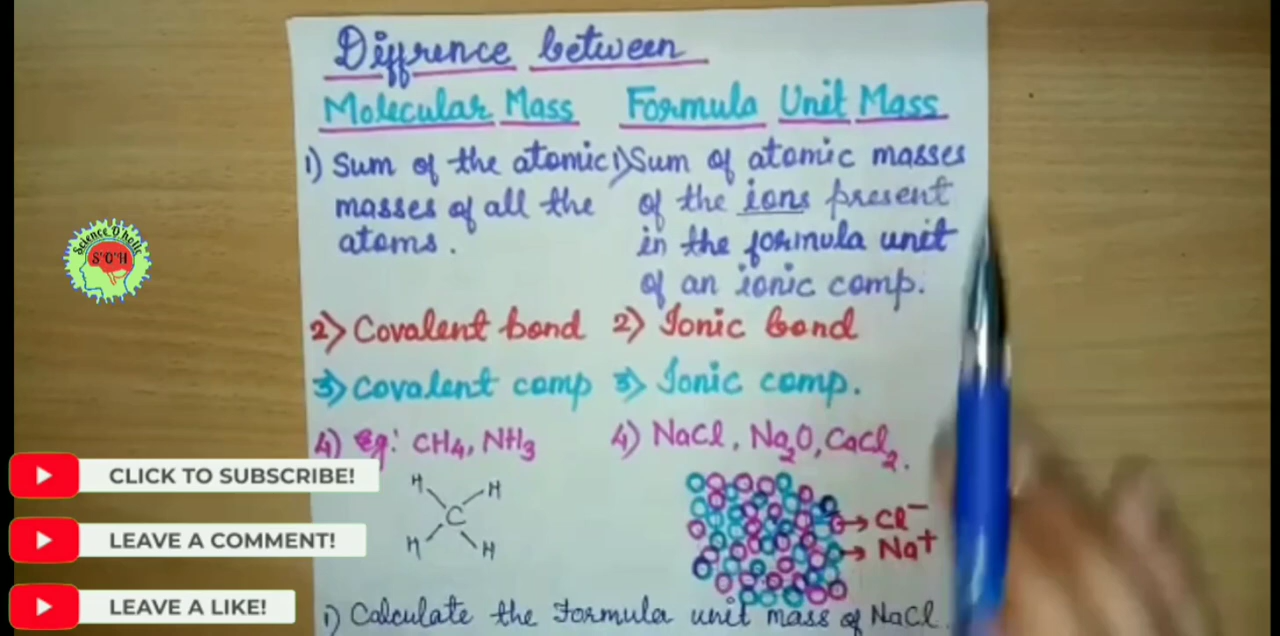 Diffrence between
Molecular Mass Formula Unit Mass
1) Sum of the atomic
masses of all the
atoms.
2) Covalent bond
3) Covalent comp
4) Eg: CH4, NH3
H H
C
H H
1) Sum of atomic masses
of the ions present
in the formula unit
of an ionic comp.
2) Ionic bond
3) Ionic comp.
4) NaCl, Na2O, CaCl2.
→ Cl⁻
→ Na⁺
1) Calculate the Formula unit mass of NaCl.
Science O'holic
S'O'H
CLICK TO SUBSCRIBE!
LEAVE A COMMENT!
LEAVE A LIKE!